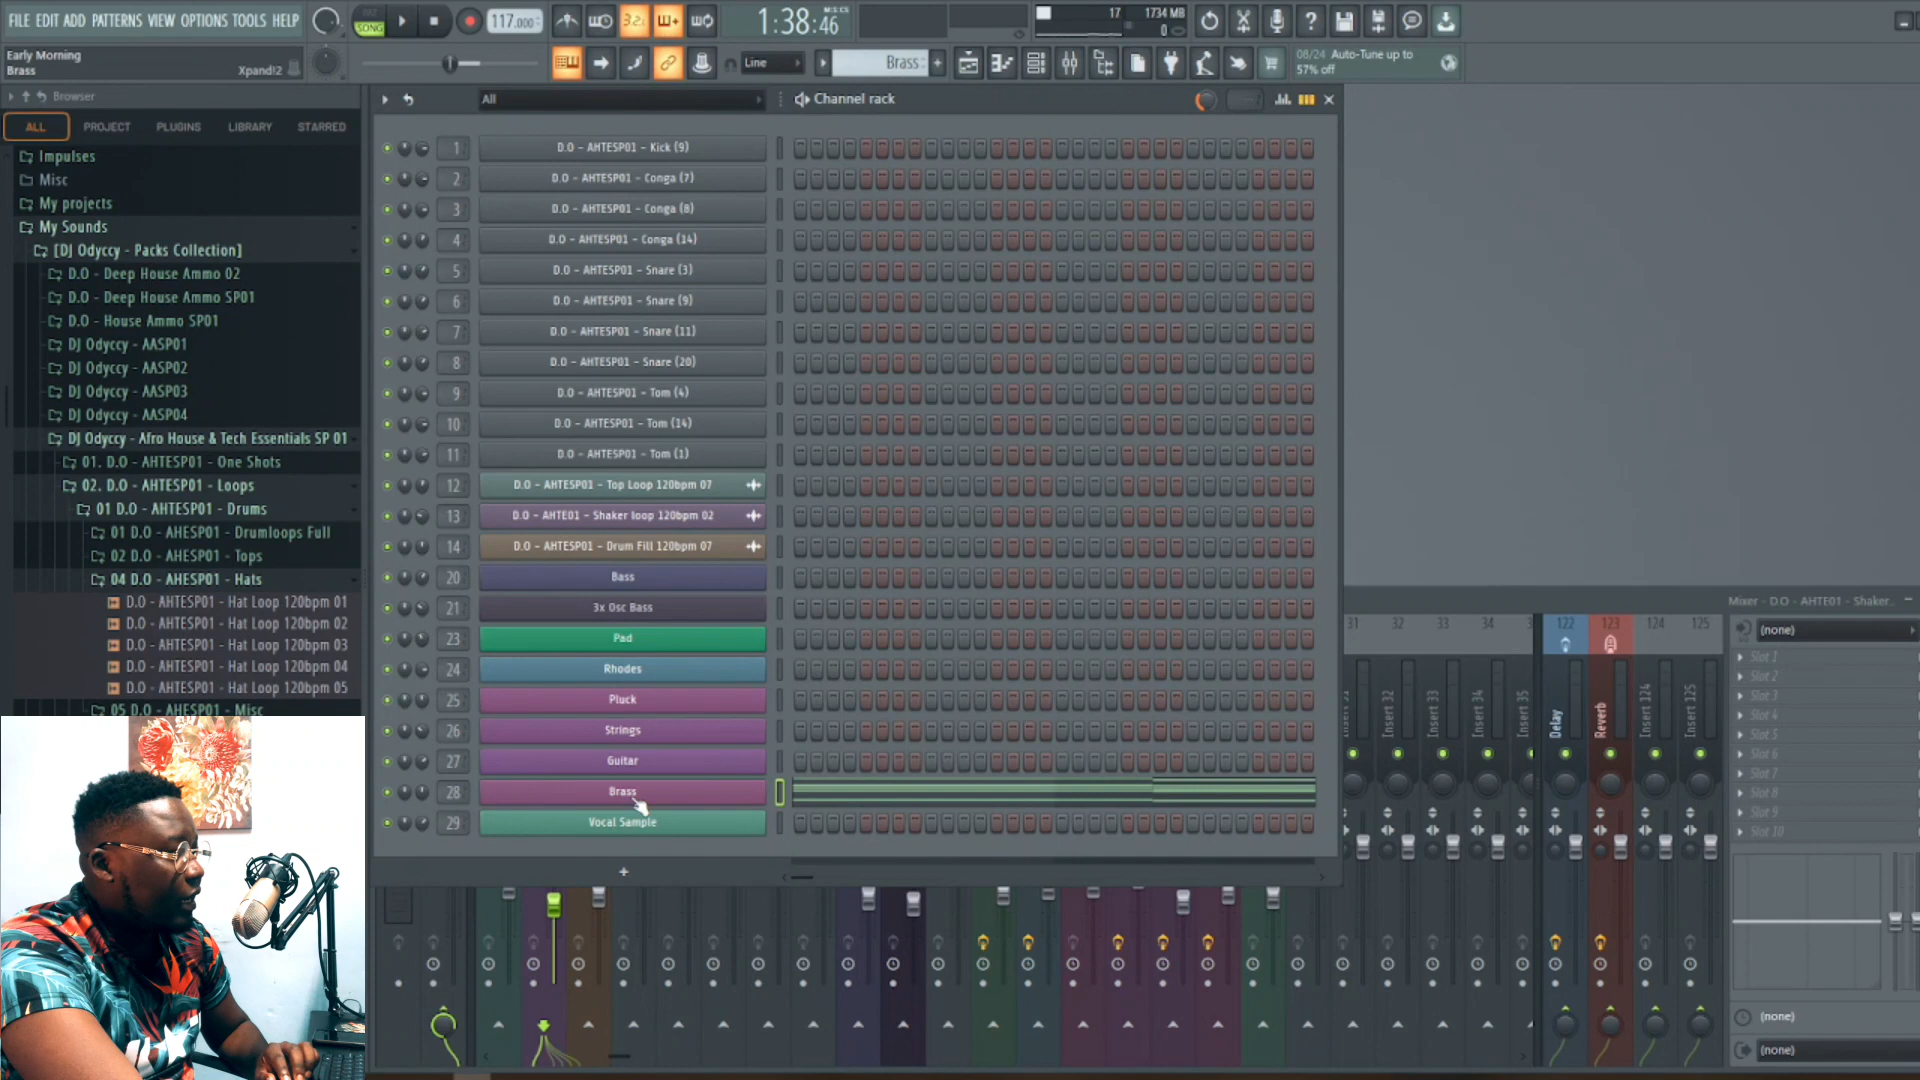 FILE EDIT ADD PATTERNS VIEW OPTIONS TOOLS HELP
PAT
SONG
117.000
3.2.
1:38:46
M:S:CS
17
1734 MB
0
Early Morning
Brass
Xpand!2
Line
Brass
08/24 Auto-Tune up to
57% off
Browser
ALL
PROJECT
PLUGINS
LIBRARY
STARRED
Impulses
Misc
My projects
My Sounds
[DJ Odyccy - Packs Collection]
D.O - Deep House Ammo 02
D.O - Deep House Ammo SP01
D.O - House Ammo SP01
DJ Odyccy - AASP01
DJ Odyccy - AASP02
DJ Odyccy - AASP03
DJ Odyccy - AASP04
DJ Odyccy - Afro House & Tech Essentials SP 01
01. D.O - AHTESP01 - One Shots
02. D.O - AHTESP01 - Loops
01 D.O - AHTESP01 - Drums
01 D.O - AHESP01 - Drumloops Full
02 D.O - AHESP01 - Tops
04 D.O - AHESP01 - Hats
D.O - AHTESP01 - Hat Loop 120bpm 01
D.O - AHTESP01 - Hat Loop 120bpm 02
D.O - AHTESP01 - Hat Loop 120bpm 03
D.O - AHTESP01 - Hat Loop 120bpm 04
D.O - AHTESP01 - Hat Loop 120bpm 05
05 D.O - AHESP01 - Misc
All
Channel rack
1 D.O - AHTESP01 - Kick (9)
2 D.O - AHTESP01 - Conga (7)
3 D.O - AHTESP01 - Conga (8)
4 D.O - AHTESP01 - Conga (14)
5 D.O - AHTESP01 - Snare (3)
6 D.O - AHTESP01 - Snare (9)
7 D.O - AHTESP01 - Snare (11)
8 D.O - AHTESP01 - Snare (20)
9 D.O - AHTESP01 - Tom (4)
10 D.O - AHTESP01 - Tom (14)
11 D.O - AHTESP01 - Tom (1)
12 D.O - AHTESP01 - Top Loop 120bpm 07
13 D.O - AHTE01 - Shaker loop 120bpm 02
14 D.O - AHTESP01 - Drum Fill 120bpm 07
20 Bass
21 3x Osc Bass
23 Pad
24 Rhodes
25 Pluck
26 Strings
27 Guitar
28 Brass
29 Vocal Sample
+
Mixer - D.O - AHTE01 - Shaker..
31 32 33 34 3 122 123 124 125
Insert 32
Insert 33
Insert 34
Delay
Reverb
Insert 124
Insert 125
(none)
Slot 1
Slot 2
Slot 3
Slot 4
Slot 5
Slot 6
Slot 7
Slot 8
Slot 9
Slot 10
(none)
(none)